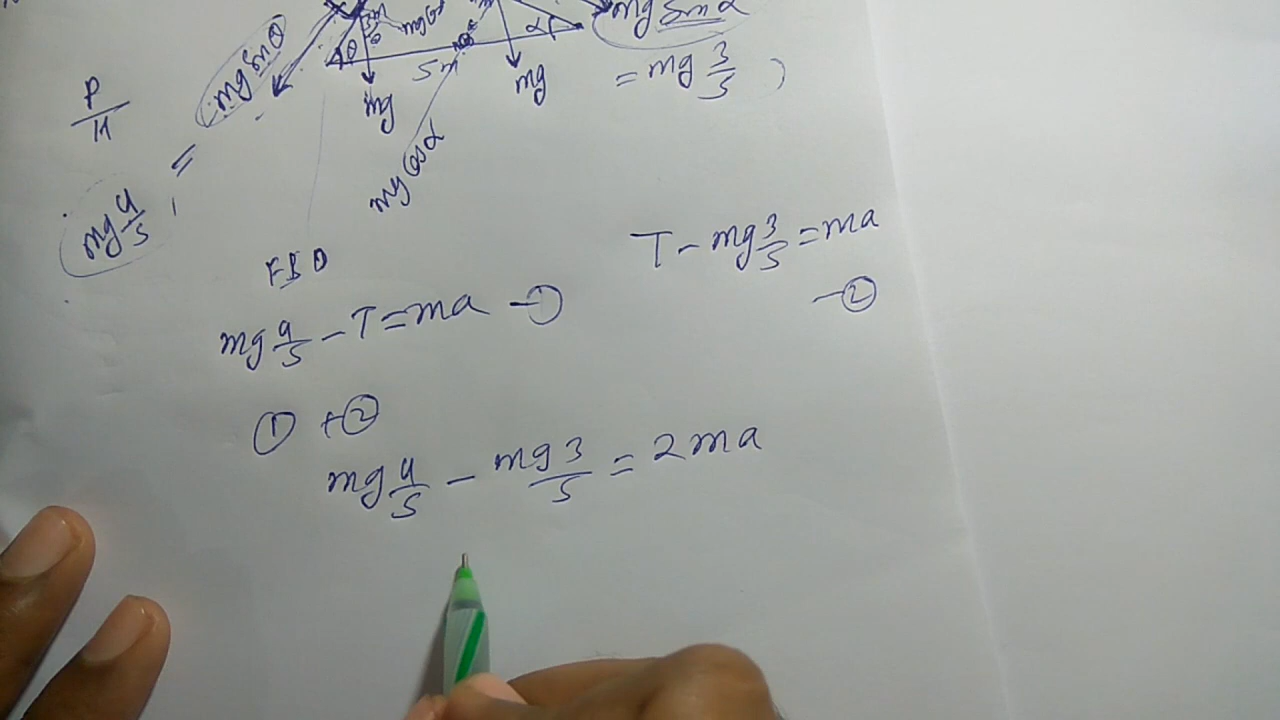 mg sinα
mg sinθ
5m
mg
mg
= mg 3/5
P/H
=
mg cosα
mg 4/5
T - mg 3/5 = ma
- ②
FBD
mg 4/5 - T = ma - ①
① + ②
mg 4/5 - mg 3/5 = 2ma